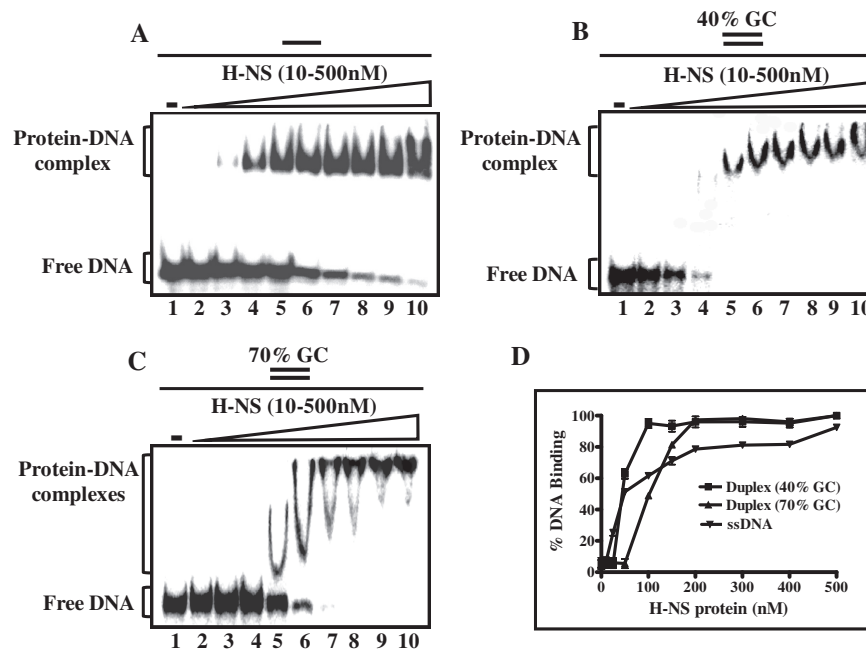 A
H-NS (10-500nM)
Protein-DNA
complex
Free DNA
1 2 3 4 5 6 7 8 9 10
B
40% GC
H-NS (10-500nM)
Protein-DNA
complex
Free DNA
1 2 3 4 5 6 7 8 9 10
C
70% GC
H-NS (10-500nM)
Protein-DNA
complexes
Free DNA
1 2 3 4 5 6 7 8 9 10
D
% DNA Binding
100
80
60
40
20
0
Duplex (40% GC)
Duplex (70% GC)
ssDNA
0 100 200 300 400 500
H-NS protein (nM)